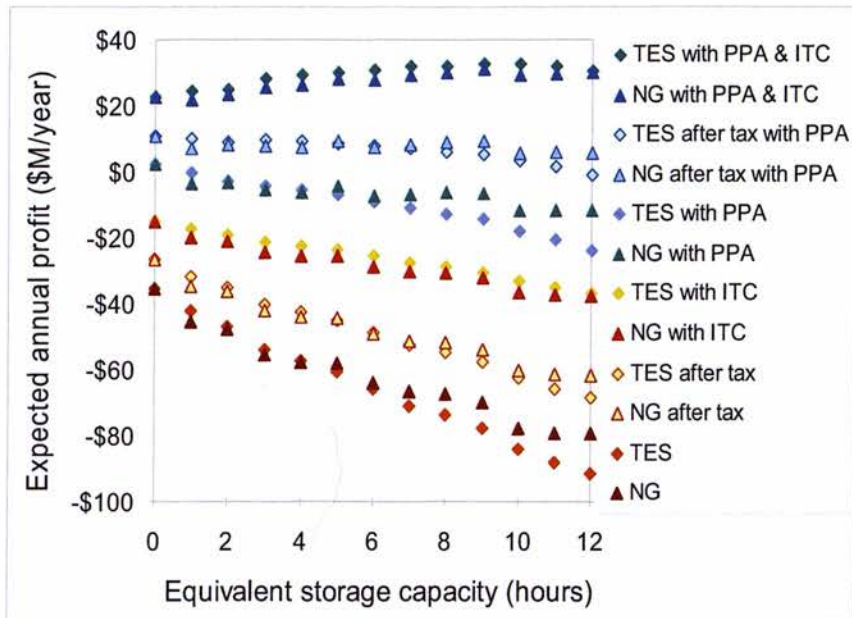 Expected annual profit ($M/year)
$40
$20
$0
-$20
-$40
-$60
-$80
-$100
0 2 4 6 8 10 12
Equivalent storage capacity (hours)
TES with PPA & ITC
NG with PPA & ITC
TES after tax with PPA
NG after tax with PPA
TES with PPA
NG with PPA
TES with ITC
NG with ITC
TES after tax
NG after tax
TES
NG